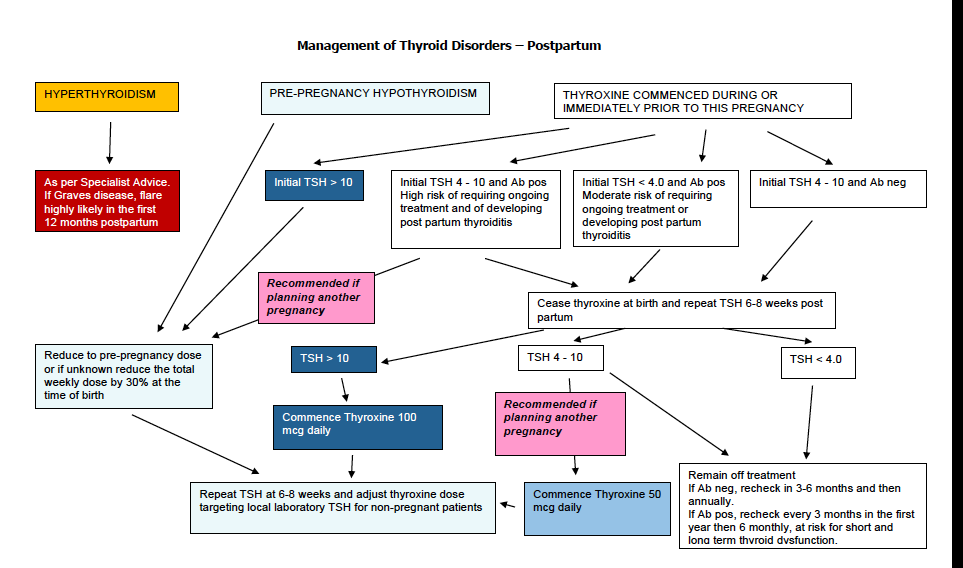 Management of Thyroid Disorders – Postpartum
HYPERTHYROIDISM
PRE-PREGNANCY HYPOTHYROIDISM
THYROXINE COMMENCED DURING OR
IMMEDIATELY PRIOR TO THIS PREGNANCY
As per Specialist Advice.
If Graves disease, flare
highly likely in the first
12 months postpartum
Initial TSH > 10
Initial TSH 4 - 10 and Ab pos
High risk of requiring ongoing
treatment and of developing
post partum thyroiditis
Initial TSH < 4.0 and Ab pos
Moderate risk of requiring
ongoing treatment or
developing post partum
thyroiditis
Initial TSH 4 - 10 and Ab neg
Recommended if
planning another
pregnancy
Cease thyroxine at birth and repeat TSH 6-8 weeks post
partum
Reduce to pre-pregnancy dose
or if unknown reduce the total
weekly dose by 30% at the
time of birth
TSH > 10
TSH 4 - 10
TSH < 4.0
Commence Thyroxine 100
mcg daily
Recommended if
planning another
pregnancy
Repeat TSH at 6-8 weeks and adjust thyroxine dose
targeting local laboratory TSH for non-pregnant patients
Commence Thyroxine 50
mcg daily
Remain off treatment
If Ab neg, recheck in 3-6 months and then
annually.
If Ab pos, recheck every 3 months in the first
year then 6 monthly, at risk for short and
long term thyroid dysfunction.